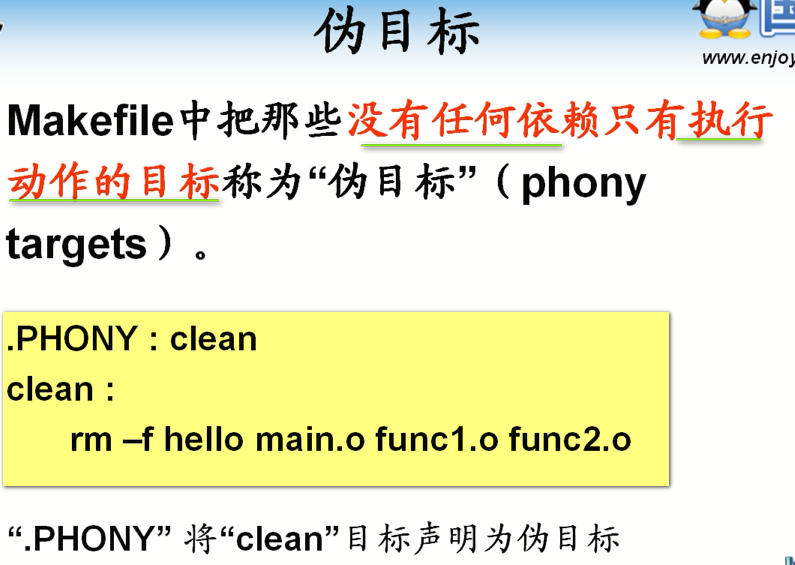 伪目标
www.enjoy
Makefile中把那些没有任何依赖只有执行
动作的目标称为“伪目标”（phony
targets）。
.PHONY : clean
clean :
rm –f hello main.o func1.o func2.o
“.PHONY” 将“clean”目标声明为伪目标